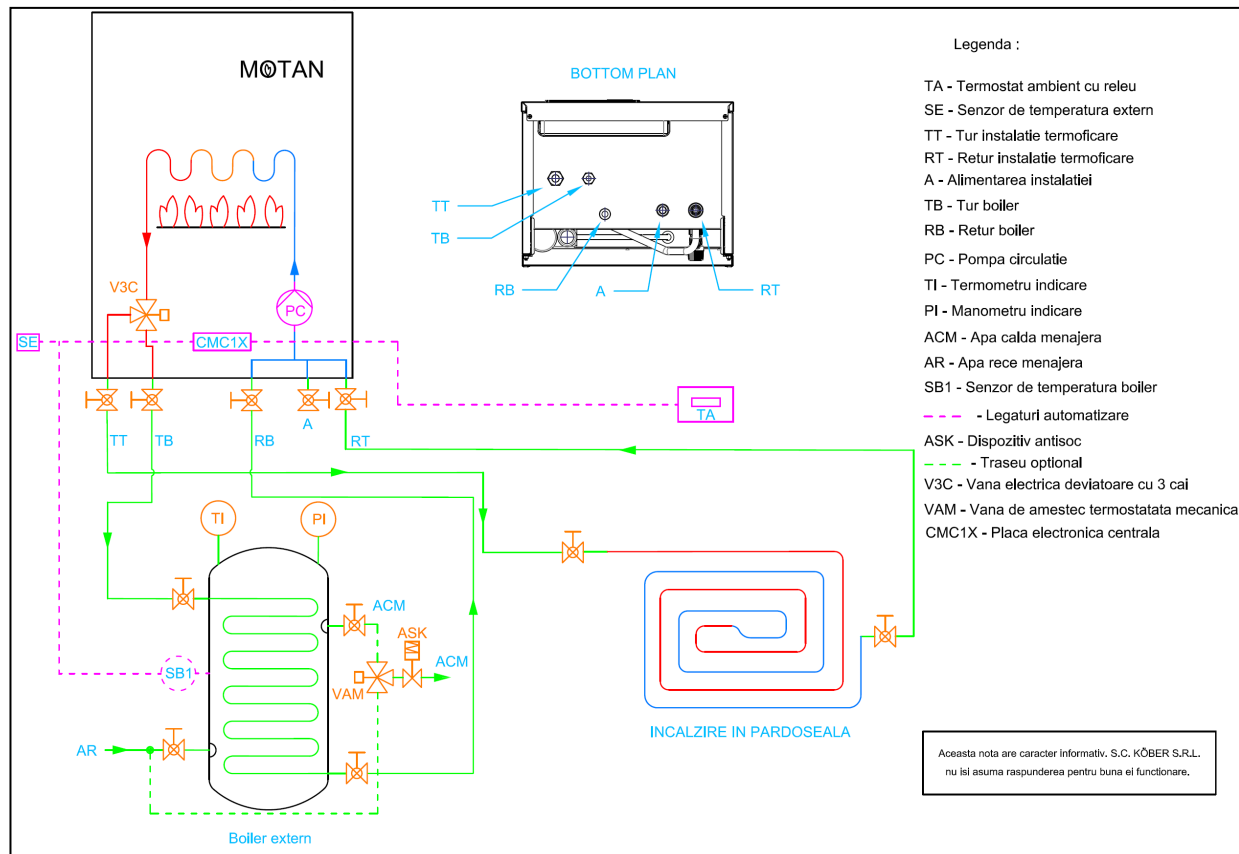 MOTAN
V3C
PC
SE
CMC1X
TA
TT
TB
RB
A
RT
BOTTOM PLAN
TT
TB
RB
A
RT
TI
PI
ACM
ASK
ACM
SB1
VAM
AR
Boiler extern
INCALZIRE IN PARDOSEALA
Legenda :
TA - Termostat ambient cu releu
SE - Senzor de temperatura extern
TT - Tur instalatie termoficare
RT - Retur instalatie termoficare
A - Alimentarea instalatiei
TB - Tur boiler
RB - Retur boiler
PC - Pompa circulatie
TI - Termometru indicare
PI - Manometru indicare
ACM - Apa calda menajera
AR - Apa rece menajera
SB1 - Senzor de temperatura boiler
- Legaturi automatizare
ASK - Dispozitiv antisoc
- Traseu optional
V3C - Vana electrica deviatoare cu 3 cai
VAM - Vana de amestec termostatata mecanica
CMC1X - Placa electronica centrala
Aceasta nota are caracter informativ. S.C. KÖBER S.R.L.
nu isi asuma raspunderea pentru buna ei functionare.